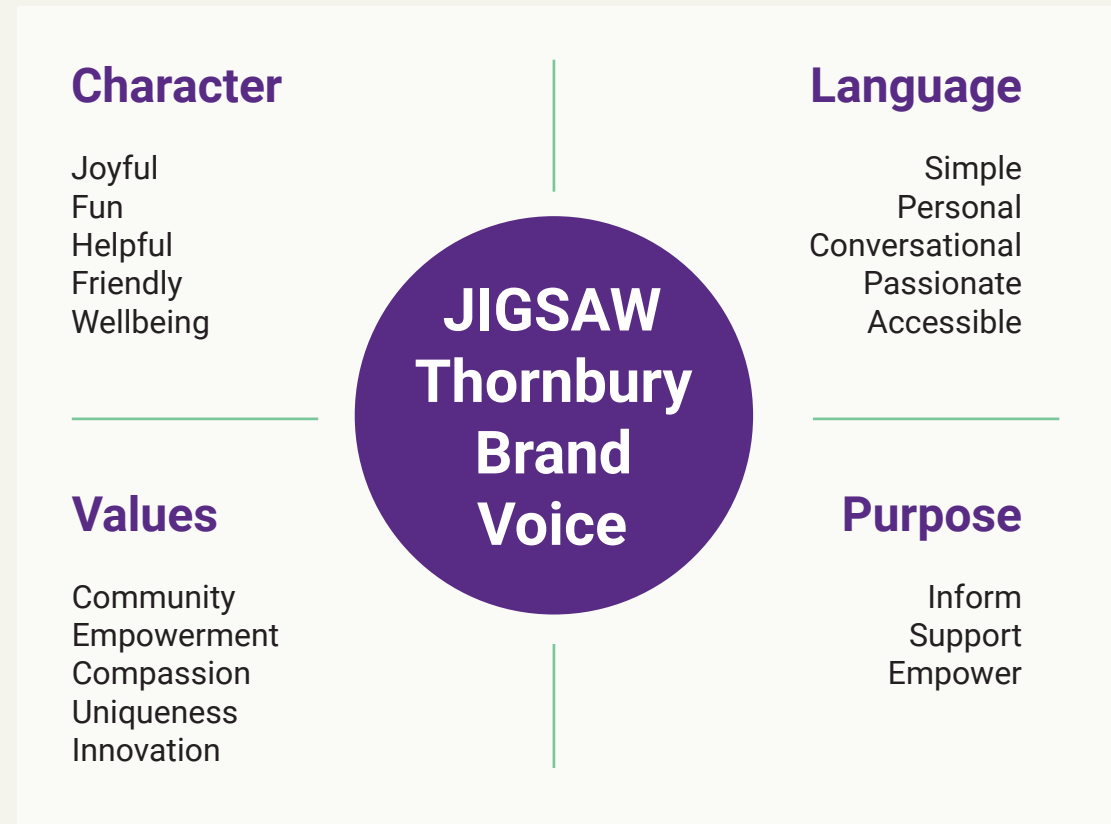 Character
Joyful
Fun
Helpful
Friendly
Wellbeing
Language
Simple
Personal
Conversational
Passionate
Accessible
JIGSAW
Thornbury
Brand
Voice
Values
Community
Empowerment
Compassion
Uniqueness
Innovation
Purpose
Inform
Support
Empower